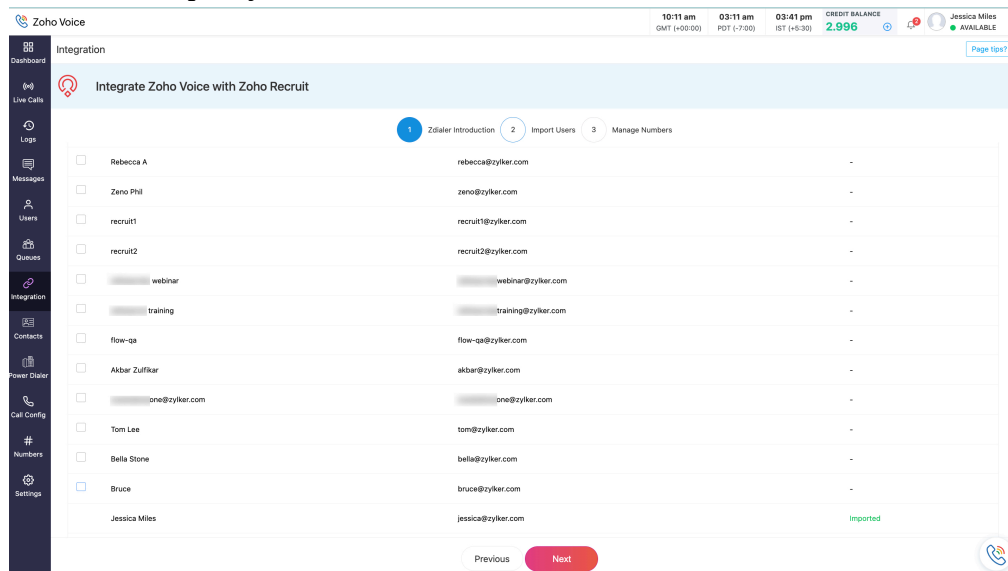 Zoho Voice
10:11 am 03:11 am 03:41 pm CREDIT BALANCE Jessica Miles
GMT (+00:00) PDT (-7:00) IST (+5:30) 2.996 2 AVAILABLE
Dashboard
Integration Page tips?
Integrate Zoho Voice with Zoho Recruit
Live Calls
1 Zdialer Introduction 2 Import Users 3 Manage Numbers
Logs
Rebecca A rebecca@zylker.com -
Messages
Zeno Phil zeno@zylker.com -
Users
recruit1 recruit1@zylker.com -
recruit2 recruit2@zylker.com -
Queues
webinar webinar@zylker.com -
Integration
training training@zylker.com -
Contacts
flow-qa flow-qa@zylker.com -
Power Dialer
Akbar Zulfikar akbar@zylker.com -
Call Config
one@zylker.com one@zylker.com -
Tom Lee tom@zylker.com -
Numbers
Bella Stone bella@zylker.com -
Settings
Bruce bruce@zylker.com -
Jessica Miles jessica@zylker.com Imported
Previous Next